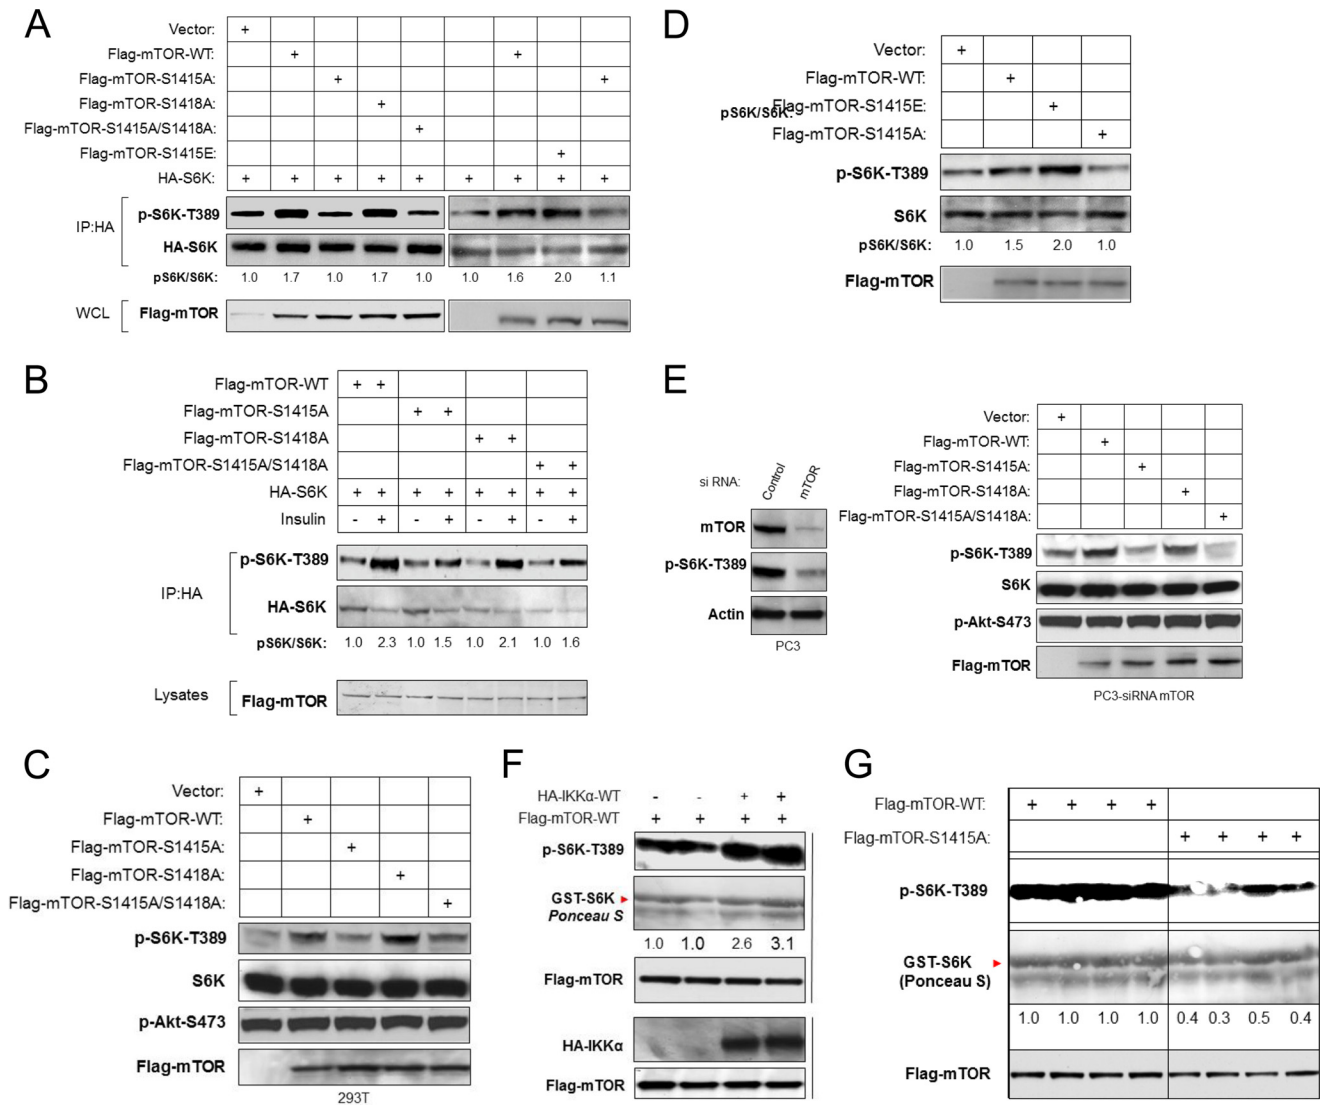 A
Vector: +
Flag-mTOR-WT: + +
Flag-mTOR-S1415A: + +
Flag-mTOR-S1418A: +
Flag-mTOR-S1415A/S1418A: +
Flag-mTOR-S1415E: +
HA-S6K: + + + + + + + + +
IP:HA
p-S6K-T389
HA-S6K
pS6K/S6K: 1.0 1.7 1.0 1.7 1.0 1.0 1.6 2.0 1.1
WCL Flag-mTOR
B
Flag-mTOR-WT + +
Flag-mTOR-S1415A + +
Flag-mTOR-S1418A + +
Flag-mTOR-S1415A/S1418A + +
HA-S6K + + + + + + + +
Insulin - + - + - + - +
IP:HA
p-S6K-T389
HA-S6K
pS6K/S6K: 1.0 2.3 1.0 1.5 1.0 2.1 1.0 1.6
Lysates Flag-mTOR
C
Vector: +
Flag-mTOR-WT: +
Flag-mTOR-S1415A: +
Flag-mTOR-S1418A: +
Flag-mTOR-S1415A/S1418A: +
p-S6K-T389
S6K
p-Akt-S473
Flag-mTOR
293T
D
Vector: +
Flag-mTOR-WT: +
Flag-mTOR-S1415E: +
pS6K/S6K:
Flag-mTOR-S1415A: +
p-S6K-T389
S6K
pS6K/S6K: 1.0 1.5 2.0 1.0
Flag-mTOR
E
si RNA: Control mTOR
mTOR
p-S6K-T389
Actin
PC3
Vector: +
Flag-mTOR-WT: +
Flag-mTOR-S1415A: +
Flag-mTOR-S1418A: +
Flag-mTOR-S1415A/S1418A: +
p-S6K-T389
S6K
p-Akt-S473
Flag-mTOR
PC3-siRNA mTOR
F
HA-IKKα-WT - - + +
Flag-mTOR-WT: + + + +
p-S6K-T389
GST-S6K
Ponceau S
1.0 1.0 2.6 3.1
Flag-mTOR
HA-IKKα
Flag-mTOR
G
Flag-mTOR-WT: + + + +
Flag-mTOR-S1415A: + + + +
p-S6K-T389
GST-S6K
(Ponceau S)
1.0 1.0 1.0 1.0 0.4 0.3 0.5 0.4
Flag-mTOR